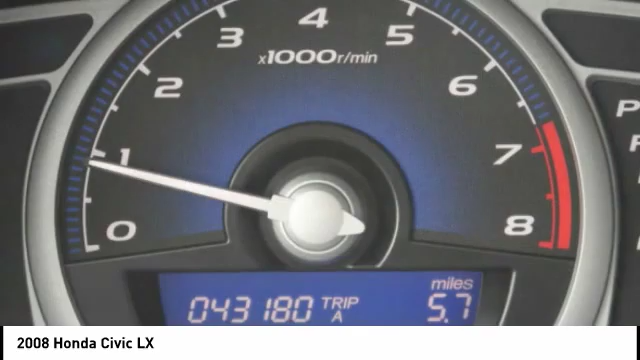 4
3 5
x1000r/min
2 6
1 7
0 8
miles
043180 TRIP A 5.7
2008 Honda Civic LX